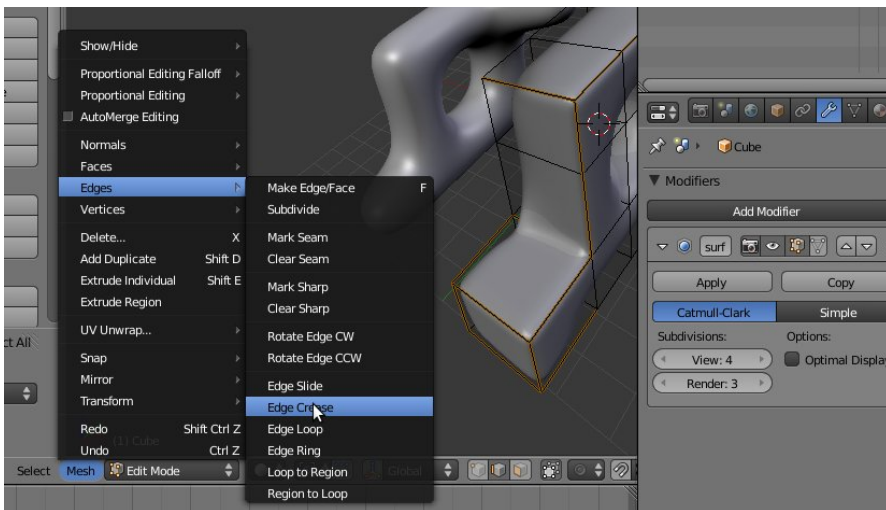 Show/Hide
Proportional Editing Falloff
Proportional Editing
AutoMerge Editing
Normals
Faces
Edges
Vertices
Delete... X
Add Duplicate Shift D
Extrude Individual Shift E
Extrude Region
UV Unwrap...
Snap
Mirror
Transform
Redo Shift Ctrl Z
(1) Cube
Undo Ctrl Z
ct All
Select Mesh Edit Mode Global
Make Edge/Face F
Subdivide
Mark Seam
Clear Seam
Mark Sharp
Clear Sharp
Rotate Edge CW
Rotate Edge CCW
Edge Slide
Edge Crease
Edge Loop
Edge Ring
Loop to Region
Region to Loop
Cube
Modifiers
Add Modifier
surf
Apply Copy
Catmull-Clark Simple
Subdivisions: Options:
View: 4 Optimal Displa
Render: 3